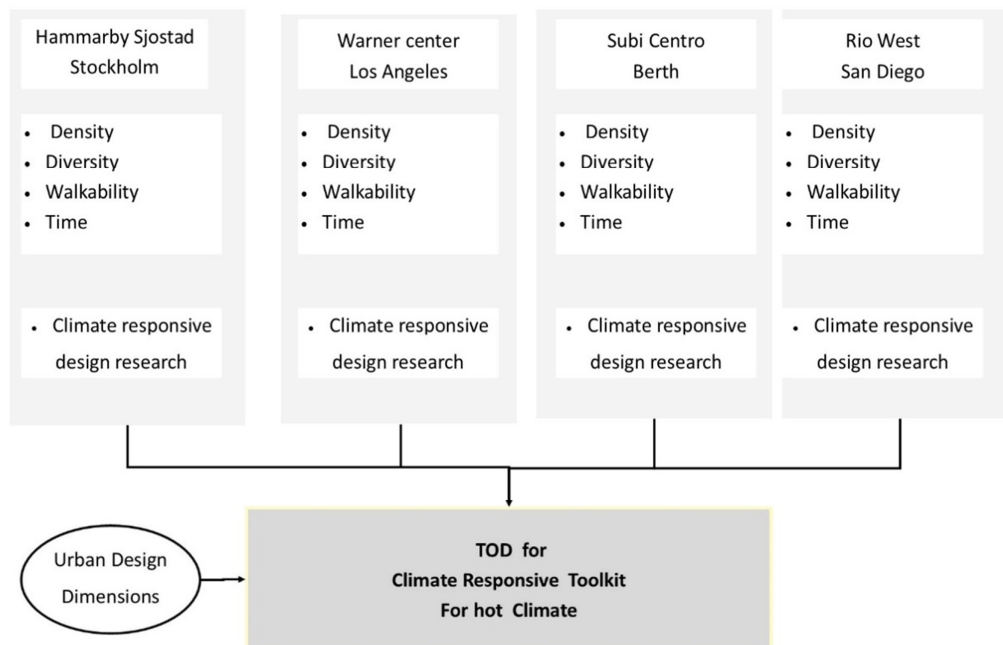 Hammarby Sjostad
Stockholm
• Density
• Diversity
• Walkability
• Time
• Climate responsive
design research
Warner center
Los Angeles
• Density
• Diversity
• Walkability
• Time
• Climate responsive
design research
Subi Centro
Berth
• Density
• Diversity
• Walkability
• Time
• Climate responsive
design research
Rio West
San Diego
• Density
• Diversity
• Walkability
• Time
• Climate responsive
design research
Urban Design
Dimensions
TOD for
Climate Responsive Toolkit
For hot Climate